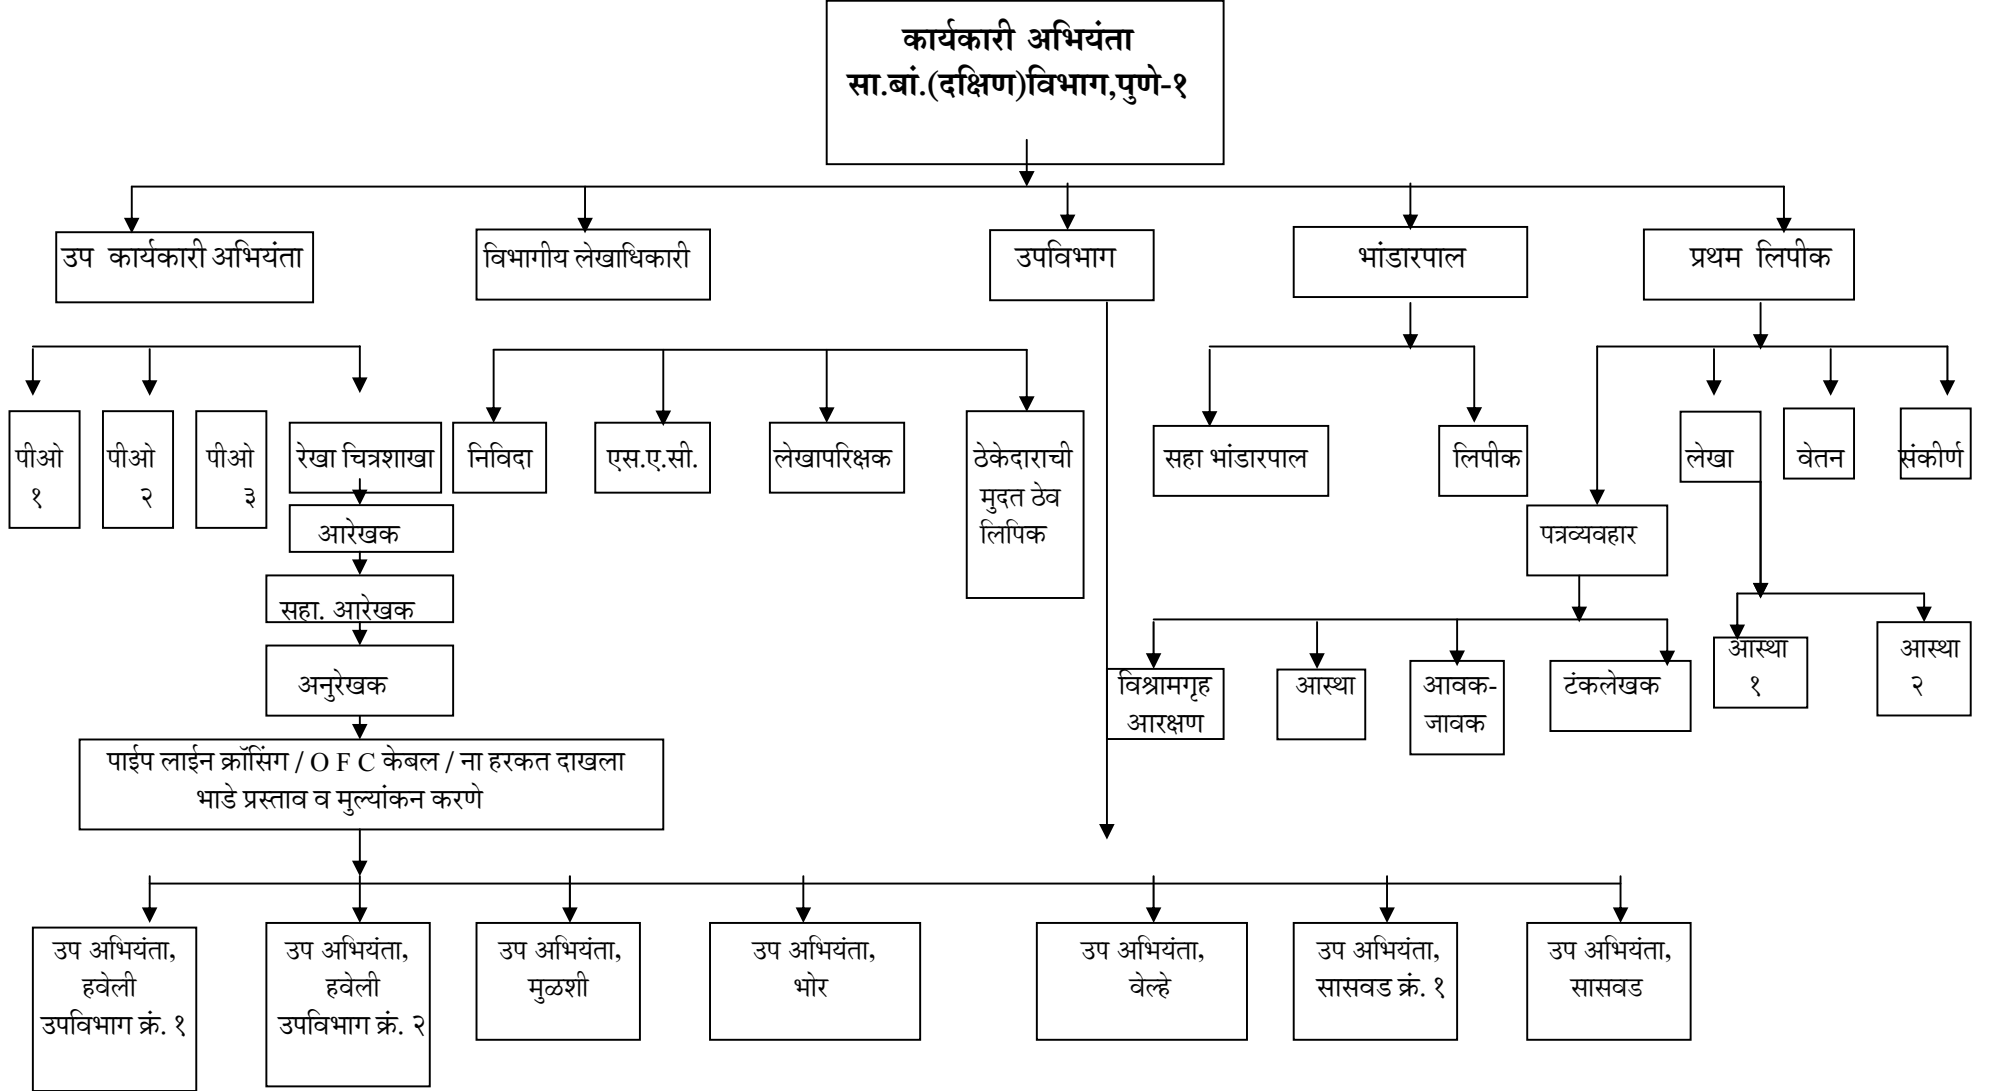 कार्यकारी अभियंता
सा.बां.(दक्षिण)विभाग,पुणे-१
उप कार्यकारी अभियंता
विभागीय लेखाधिकारी
उपविभाग
भांडारपाल
प्रथम लिपीक
पीओ
१
पीओ
२
पीओ
३
रेखा चित्रशाखा
निविदा
एस.ए.सी.
लेखापरिक्षक
ठेकेदाराची
मुदत ठेव
लिपिक
सहा भांडारपाल
लिपीक
लेखा
वेतन
संकीर्ण
आरेखक
पत्रव्यवहार
सहा. आरेखक
अनुरेखक
विश्रामगृह
आरक्षण
आस्था
आवक-
जावक
टंकलेखक
आस्था
१
आस्था
२
पाईप लाईन क्रॉसिंग / O F C केबल / ना हरकत दाखला
भाडे प्रस्ताव व मुल्यांकन करणे
उप अभियंता,
हवेली
उपविभाग क्रं. १
उप अभियंता,
हवेली
उपविभाग क्रं. २
उप अभियंता,
मुळशी
उप अभियंता,
भोर
उप अभियंता,
वेल्हे
उप अभियंता,
सासवड क्रं. १
उप अभियंता,
सासवड